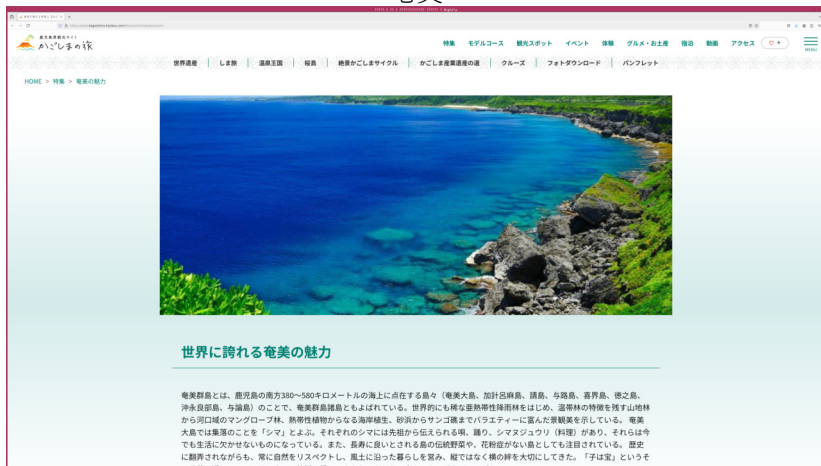 鹿児島県観光サイト
かごしまの旅
特集 モデルコース 観光スポット イベント 体験 グルメ・お土産 宿泊 動画 アクセス
MENU
世界遺産 しま旅 温泉王国 桜島 絶景かごしまサイクル かごしま産業遺産の道 クルーズ フォトダウンロード パンフレット
HOME > 特集 > 奄美の魅力
世界に誇れる奄美の魅力
奄美群島とは、鹿児島の南方380〜580キロメートルの海上に点在する島々（奄美大島、加計呂麻島、請島、与路島、喜界島、徳之島、
沖永良部島、与論島）のことで、奄美群島諸島ともよばれている。世界的にも稀な亜熱帯性降雨林をはじめ、温帯林の特徴を残す山地林
から河口域のマングローブ林、熱帯性植物からなる海岸植生、砂浜からサンゴ礁までバラエティーに富んだ景観美を示している。 奄美
大島では集落のことを「シマ」とよぶ。それぞれのシマには先祖から伝えられる唄、踊り、シマヌジュウリ（料理）があり、それらは今
でも生活に欠かせないものになっている。また、長寿に良いとされる島の伝統野菜や、花粉症がない島としても注目されている。 歴史
に翻弄されながらも、常に自然をリスペクトし、風土に沿った暮らしを営み、縦ではなく横の絆を大切にしてきた。「子は宝」というそ